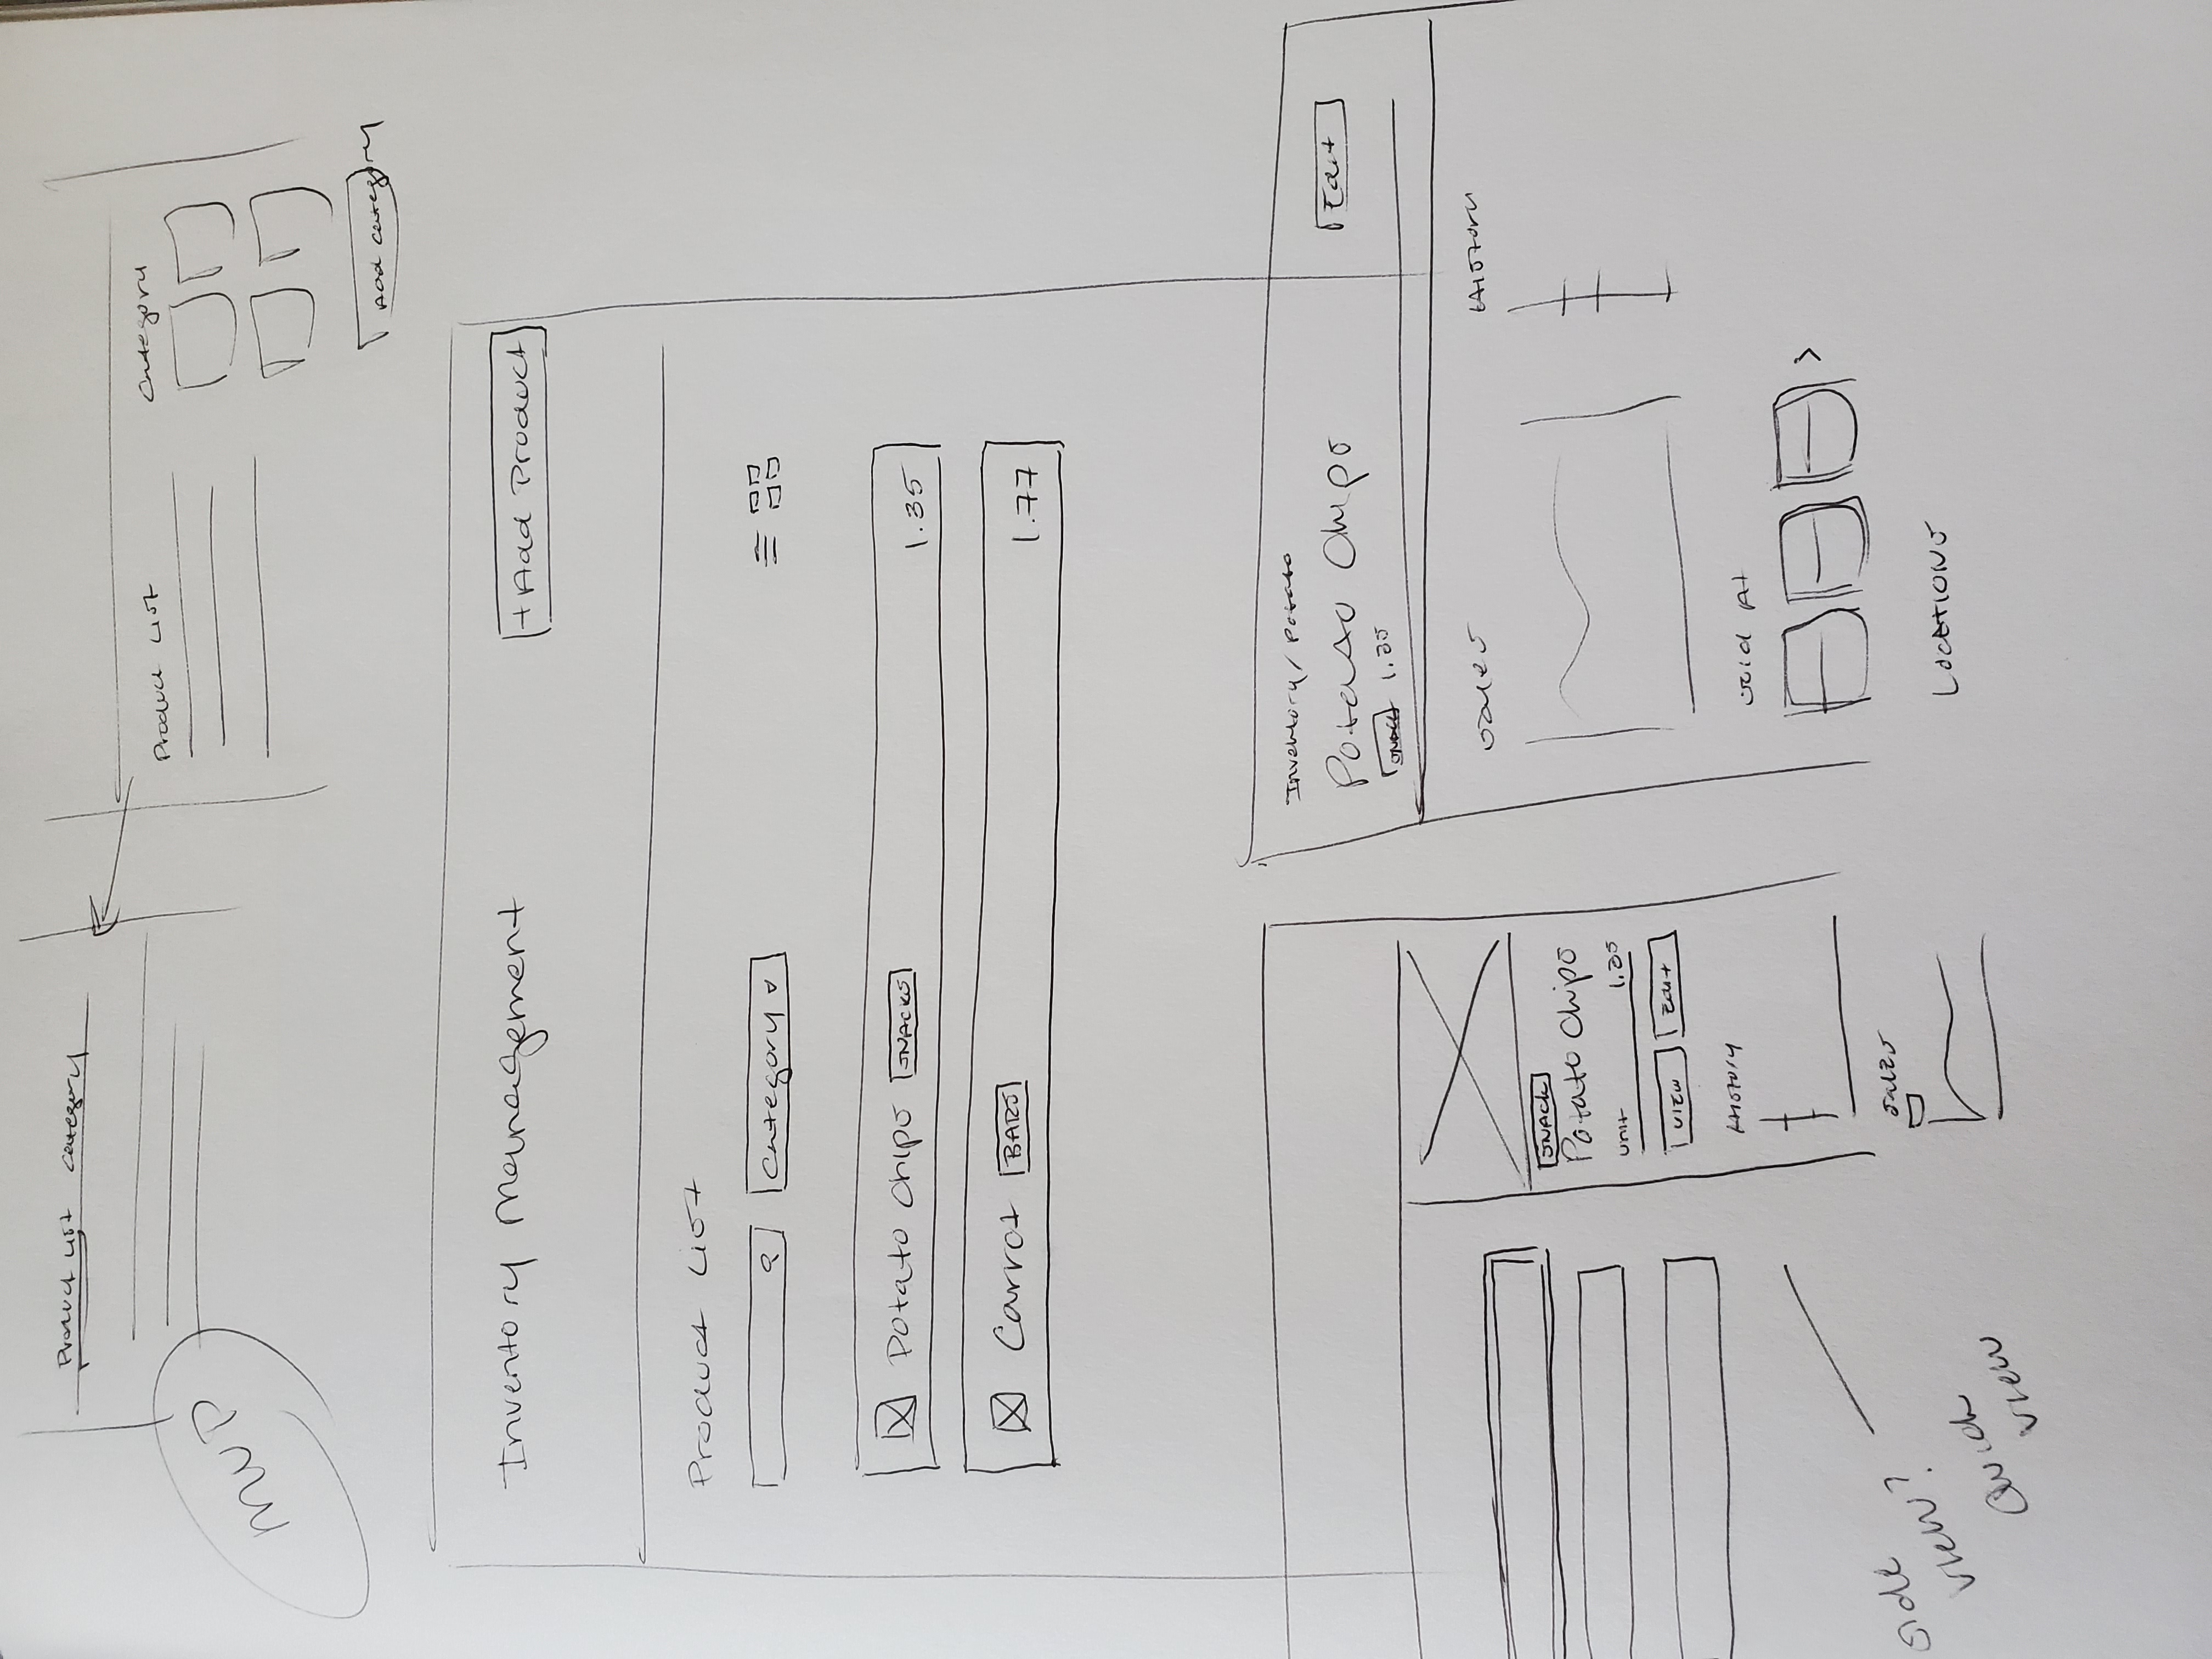 Product List Category
MVP
Product List
Category
Add Category
Inventory Management
+ Add Product
Product List
Category
Potato Chips SNACKS 1.35
Carrot BARS 1.77
Inventory / Potato
Potato Chips
Edit
SNACK 1.35
Sales
History
Sold At
Locations
SNACK
Potato Chips
unit 1.35
VIEW Edit
History
Sales
Side
view?
Quick
view